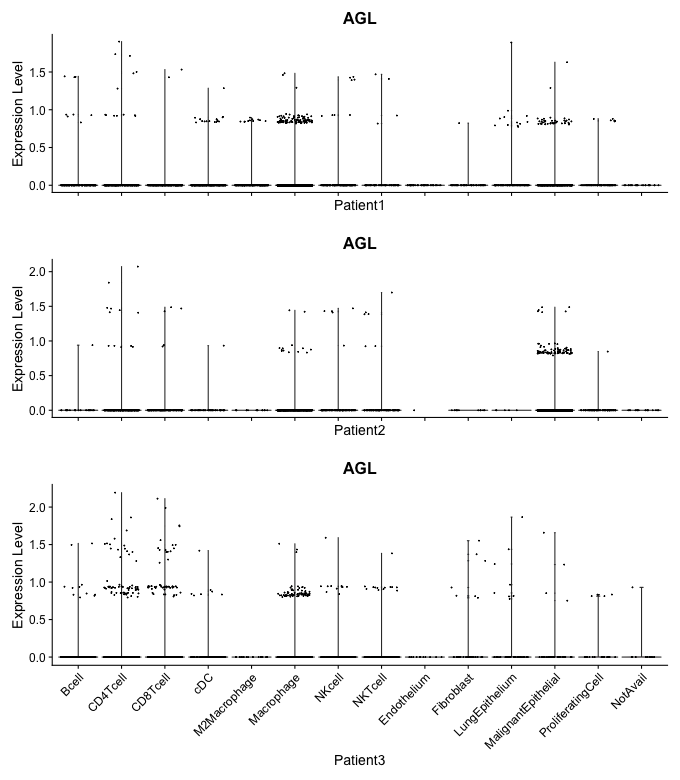 AGL
Expression Level
1.5
1.0
0.5
0.0
Patient1
AGL
Expression Level
2.0
1.5
1.0
0.5
0.0
Patient2
AGL
Expression Level
2.0
1.5
1.0
0.5
0.0
Bcell
CD4Tcell
CD8Tcell
cDC
M2Macrophage
Macrophage
NKcell
NKTcell
Endothelium
Fibroblast
LungEpithelium
MalignantEpithelial
ProliferatingCell
NotAvail
Patient3